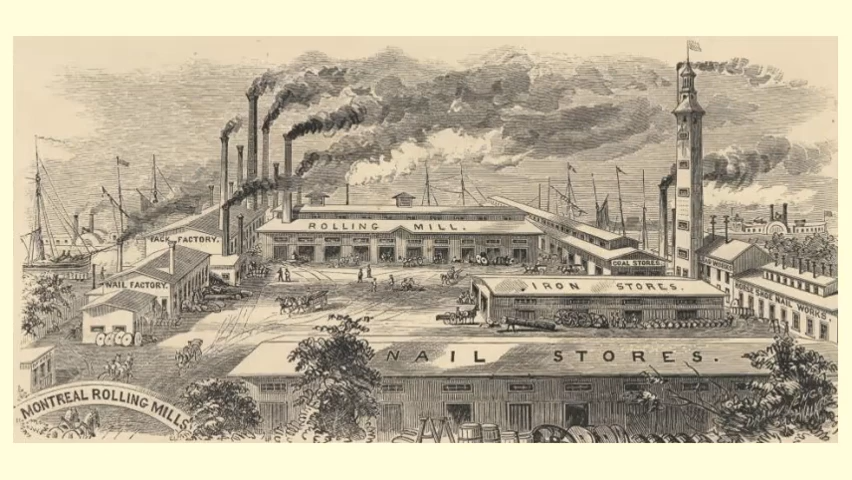 TACK FACTORY.
ROLLING MILL.
COAL STORES.
NAIL FACTORY.
IRON STORES.
NAIL WORKS.
NAIL STORES.
MONTREAL ROLLING MILLS